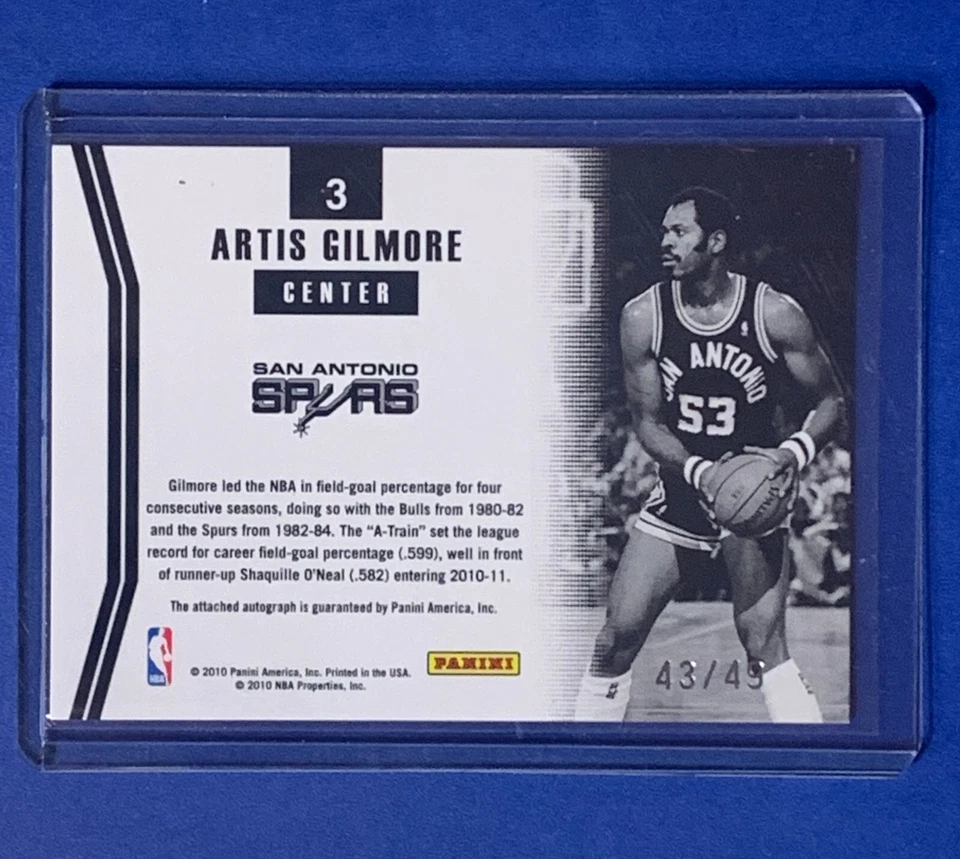 3
ARTIS GILMORE
CENTER
SAN ANTONIO
SPURS
Gilmore led the NBA in field-goal percentage for four
consecutive seasons, doing so with the Bulls from 1980-82
and the Spurs from 1982-84. The “A-Train” set the league
record for career field-goal percentage (.599), well in front
of runner-up Shaquille O'Neal (.582) entering 2010-11.
The attached autograph is guaranteed by Panini America, Inc.
NBA
© 2010 Panini America, Inc. Printed in the USA.
© 2010 NBA Properties, Inc.
PANINI
SAN ANTONIO
53
43/49